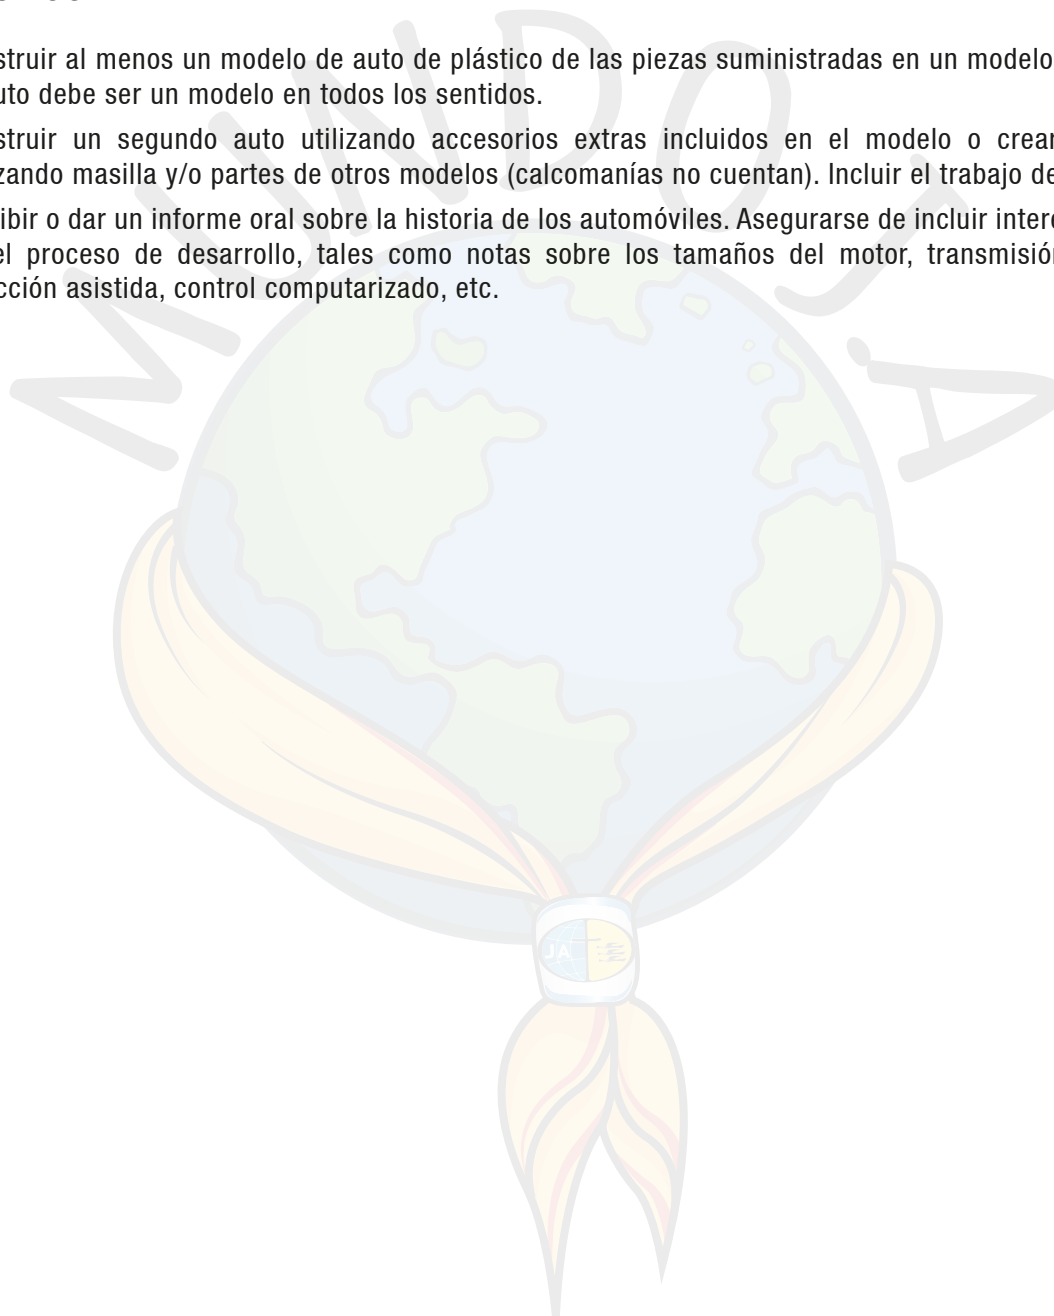 struir al menos un modelo de auto de plástico de las piezas suministradas en un modelo
uto debe ser un modelo en todos los sentidos.
struir un segundo auto utilizando accesorios extras incluidos en el modelo o crear
zando masilla y/o partes de otros modelos (calcomanías no cuentan). Incluir el trabajo de
ibir o dar un informe oral sobre la historia de los automóviles. Asegurarse de incluir inter
el proceso de desarrollo, tales como notas sobre los tamaños del motor, transmisión
cción asistida, control computarizado, etc.
MUNDO JA
JA